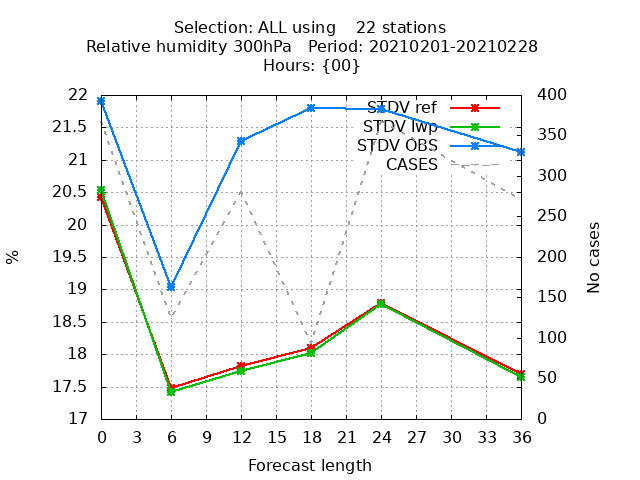 Selection: ALL using    22 stations
Relative humidity 300hPa   Period: 20210201-20210228
Hours: {00}
STDV ref
STDV lwp
STDV OBS
CASES
22
21.5
21
20.5
20
19.5
19
18.5
18
17.5
17
%
400
350
300
250
200
150
100
50
0
No cases
0 3 6 9 12 15 18 21 24 27 30 33 36
Forecast length